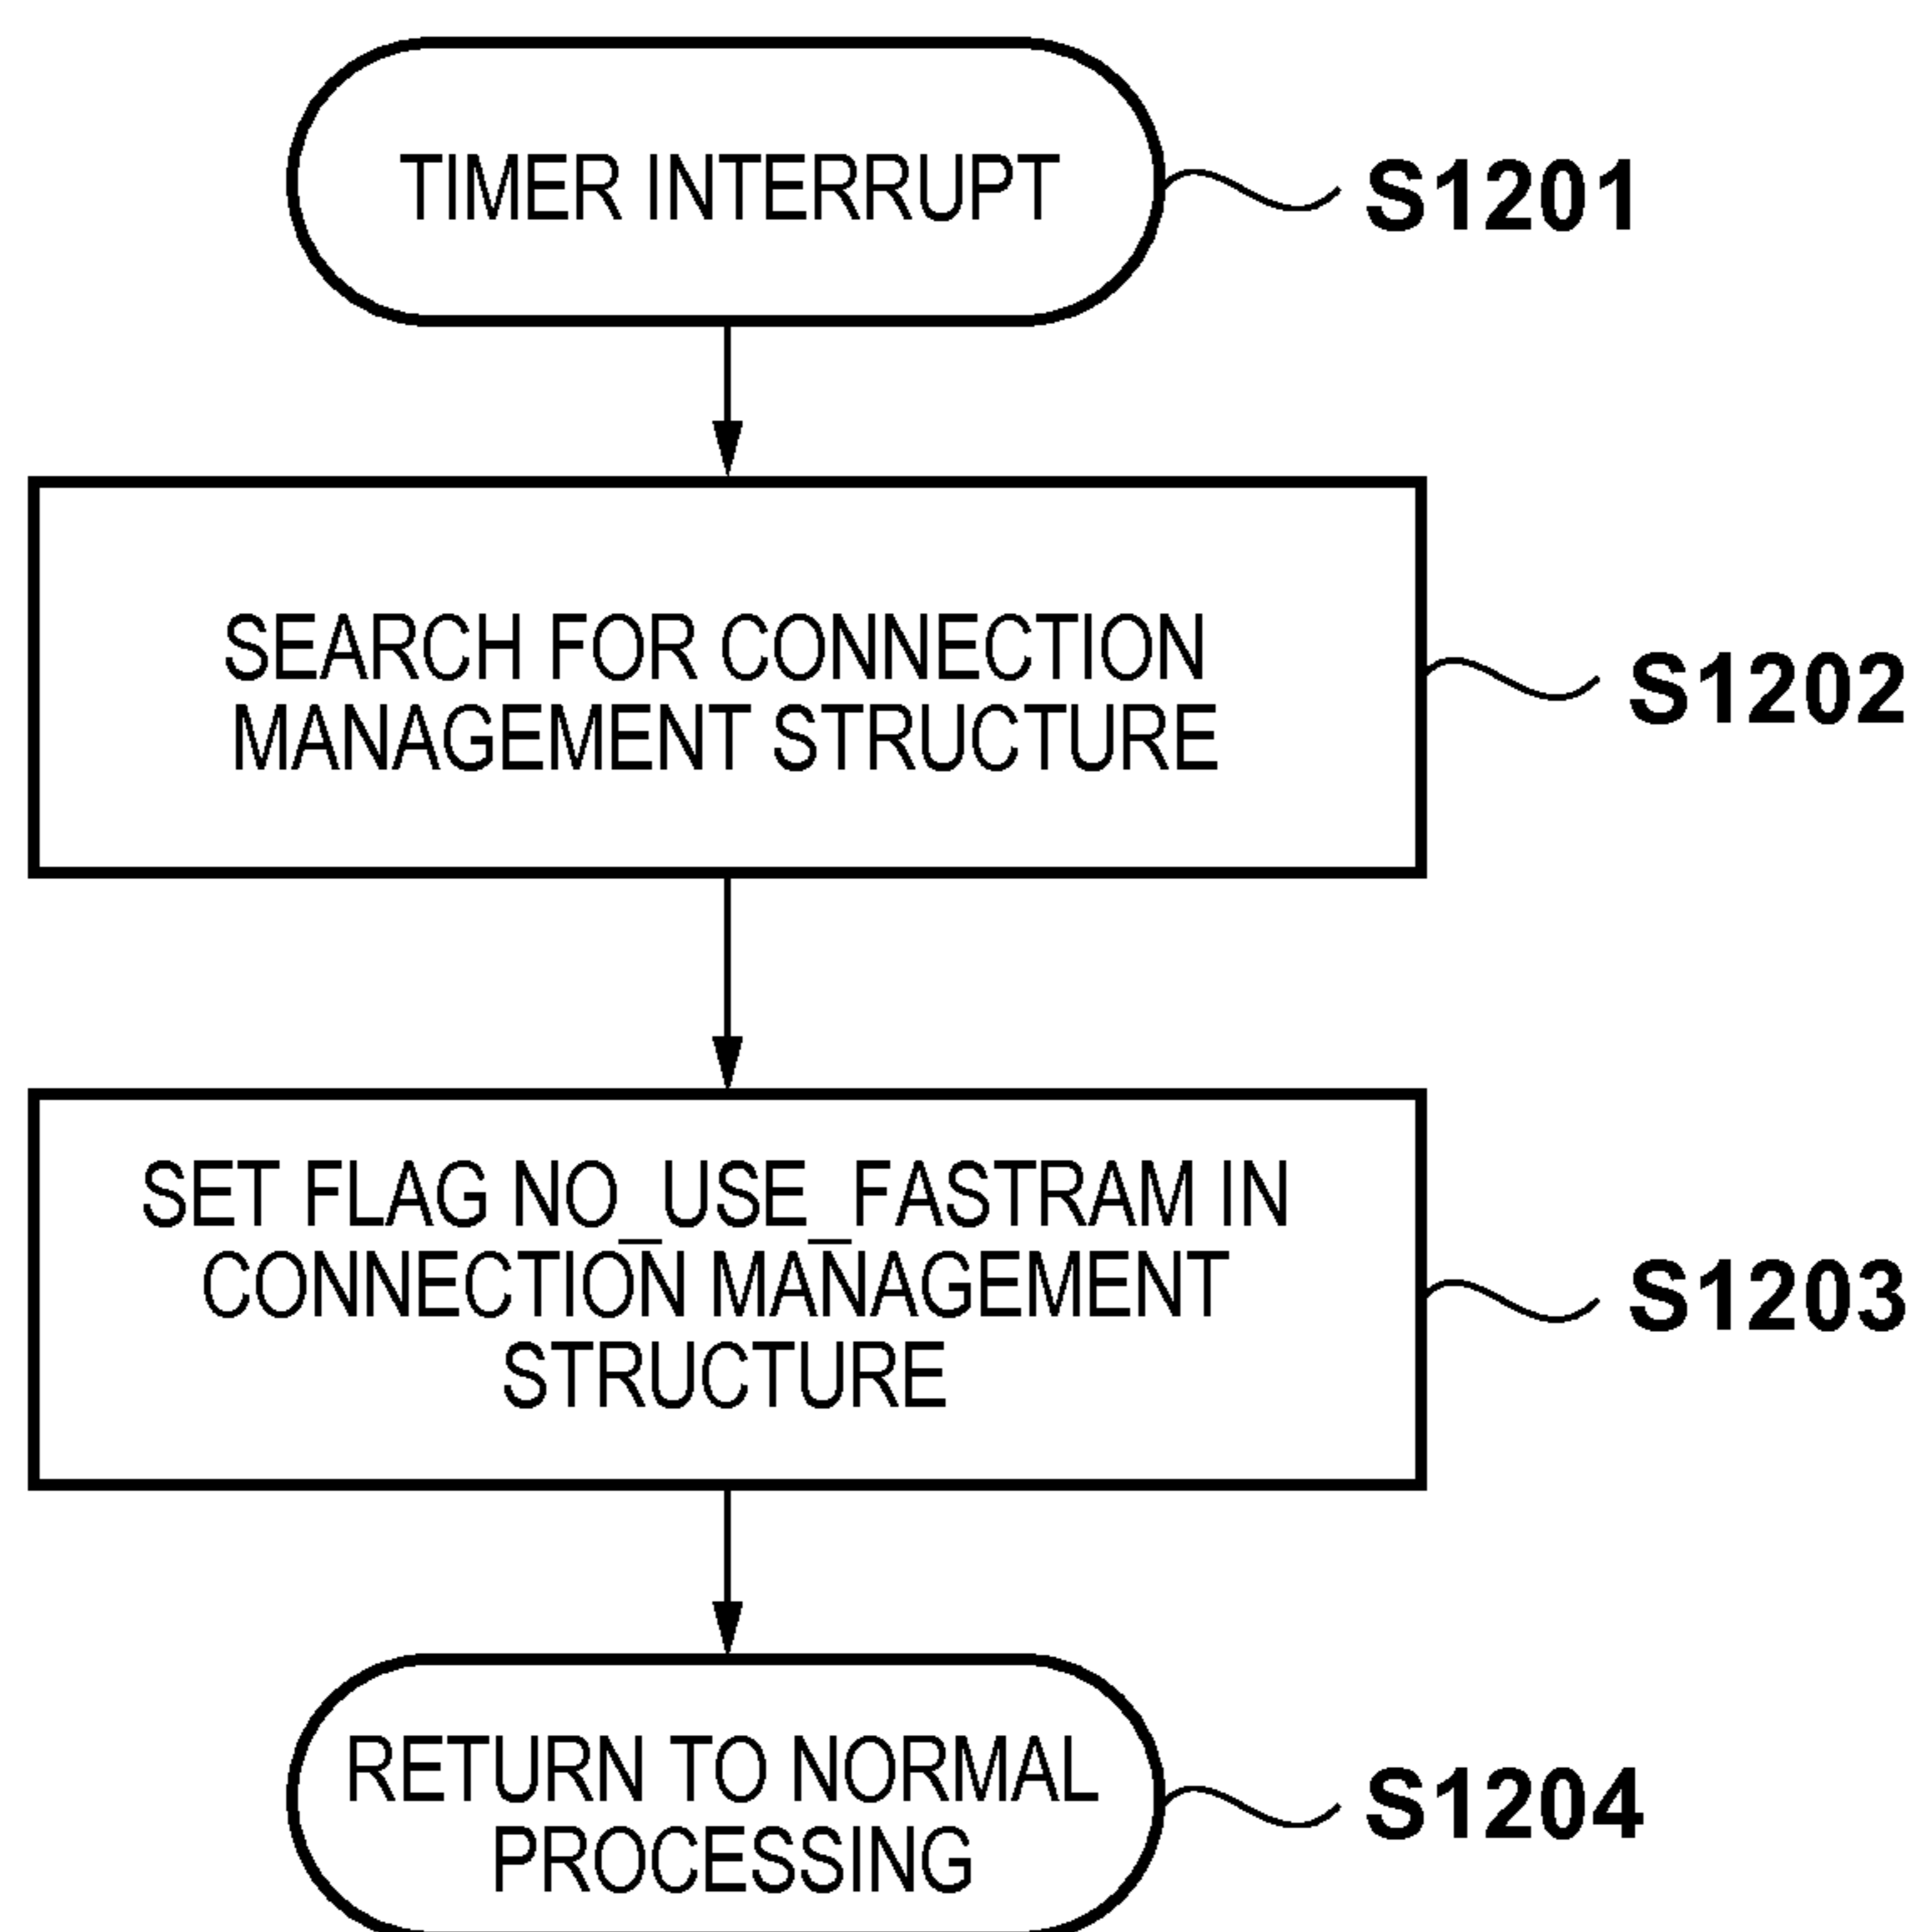 TIMER INTERRUPT
S1201
SEARCH FOR CONNECTION
MANAGEMENT STRUCTURE
S1202
SET FLAG NO_USE_FASTRAM IN
CONNECTION MANAGEMENT
STRUCTURE
S1203
RETURN TO NORMAL
PROCESSING
S1204